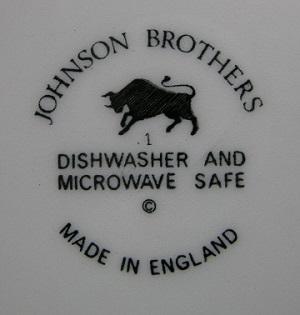 JOHNSON BROTHERS
1
DISHWASHER AND
MICROWAVE SAFE
©
MADE IN ENGLAND